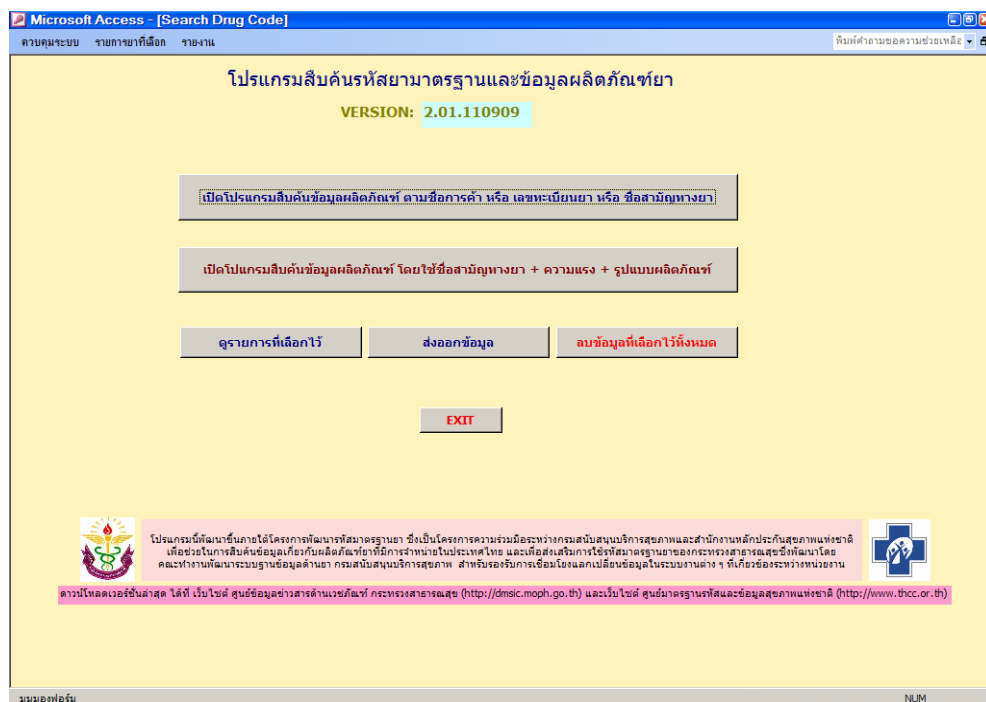 Microsoft Access - [Search Drug Code]
ควบคุมระบบ รายการยาที่เลือก รายงาน พิมพ์คำถามขอความช่วยเหลือ
โปรแกรมสืบค้นรหัสยามาตรฐานและข้อมูลผลิตภัณฑ์ยา
VERSION: 2.01.110909
เปิดโปรแกรมสืบค้นข้อมูลผลิตภัณฑ์ ตามชื่อการค้า หรือ เลขทะเบียนยา หรือ ชื่อสามัญทางยา
เปิดโปแกรมสืบค้นข้อมูลผลิตภัณฑ์ โดยใช้ชื่อสามัญทางยา + ความแรง + รูปแบบผลิตภัณฑ์
ดูรายการที่เลือกไว้ ส่งออกข้อมูล ลบข้อมูลที่เลือกไว้ทั้งหมด
EXIT
โปรแกรมนี้พัฒนาขึ้นภายใต้โครงการพัฒนารหัสมาตรฐานยา ซึ่งเป็นโครงการความร่วมมือระหว่างกรมสนับสนุนบริการสุขภาพและสำนักงานหลักประกันสุขภาพแห่งชาติ
เพื่อช่วยในการสืบค้นข้อมูลเกี่ยวกับผลิตภัณฑ์ยาที่มีการจำหน่ายในประเทศไทย และเพื่อส่งเสริมการใช้รหัสมาตรฐานยาของกระทรวงสาธารณสุขซึ่งพัฒนาโดย
คณะทำงานพัฒนาระบบฐานข้อมูลด้านยา กรมสนับสนุนบริการสุขภาพ สำหรับรองรับการเชื่อมโยงแลกเปลี่ยนข้อมูลในระบบงานต่าง ๆ ที่เกี่ยวข้องระหว่างหน่วยงาน
ดาวน์โหลดเวอร์ชั่นล่าสุด ได้ที่ เว็บไซต์ ศูนย์ข้อมูลข่าวสารด้านเวชภัณฑ์ กระทรวงสาธารณสุข (http://dmsic.moph.go.th) และเว็บไซต์ ศูนย์มาตรฐานรหัสและข้อมูลสุขภาพแห่งชาติ (http://www.thcc.or.th)
มุมมองฟอร์ม NUM